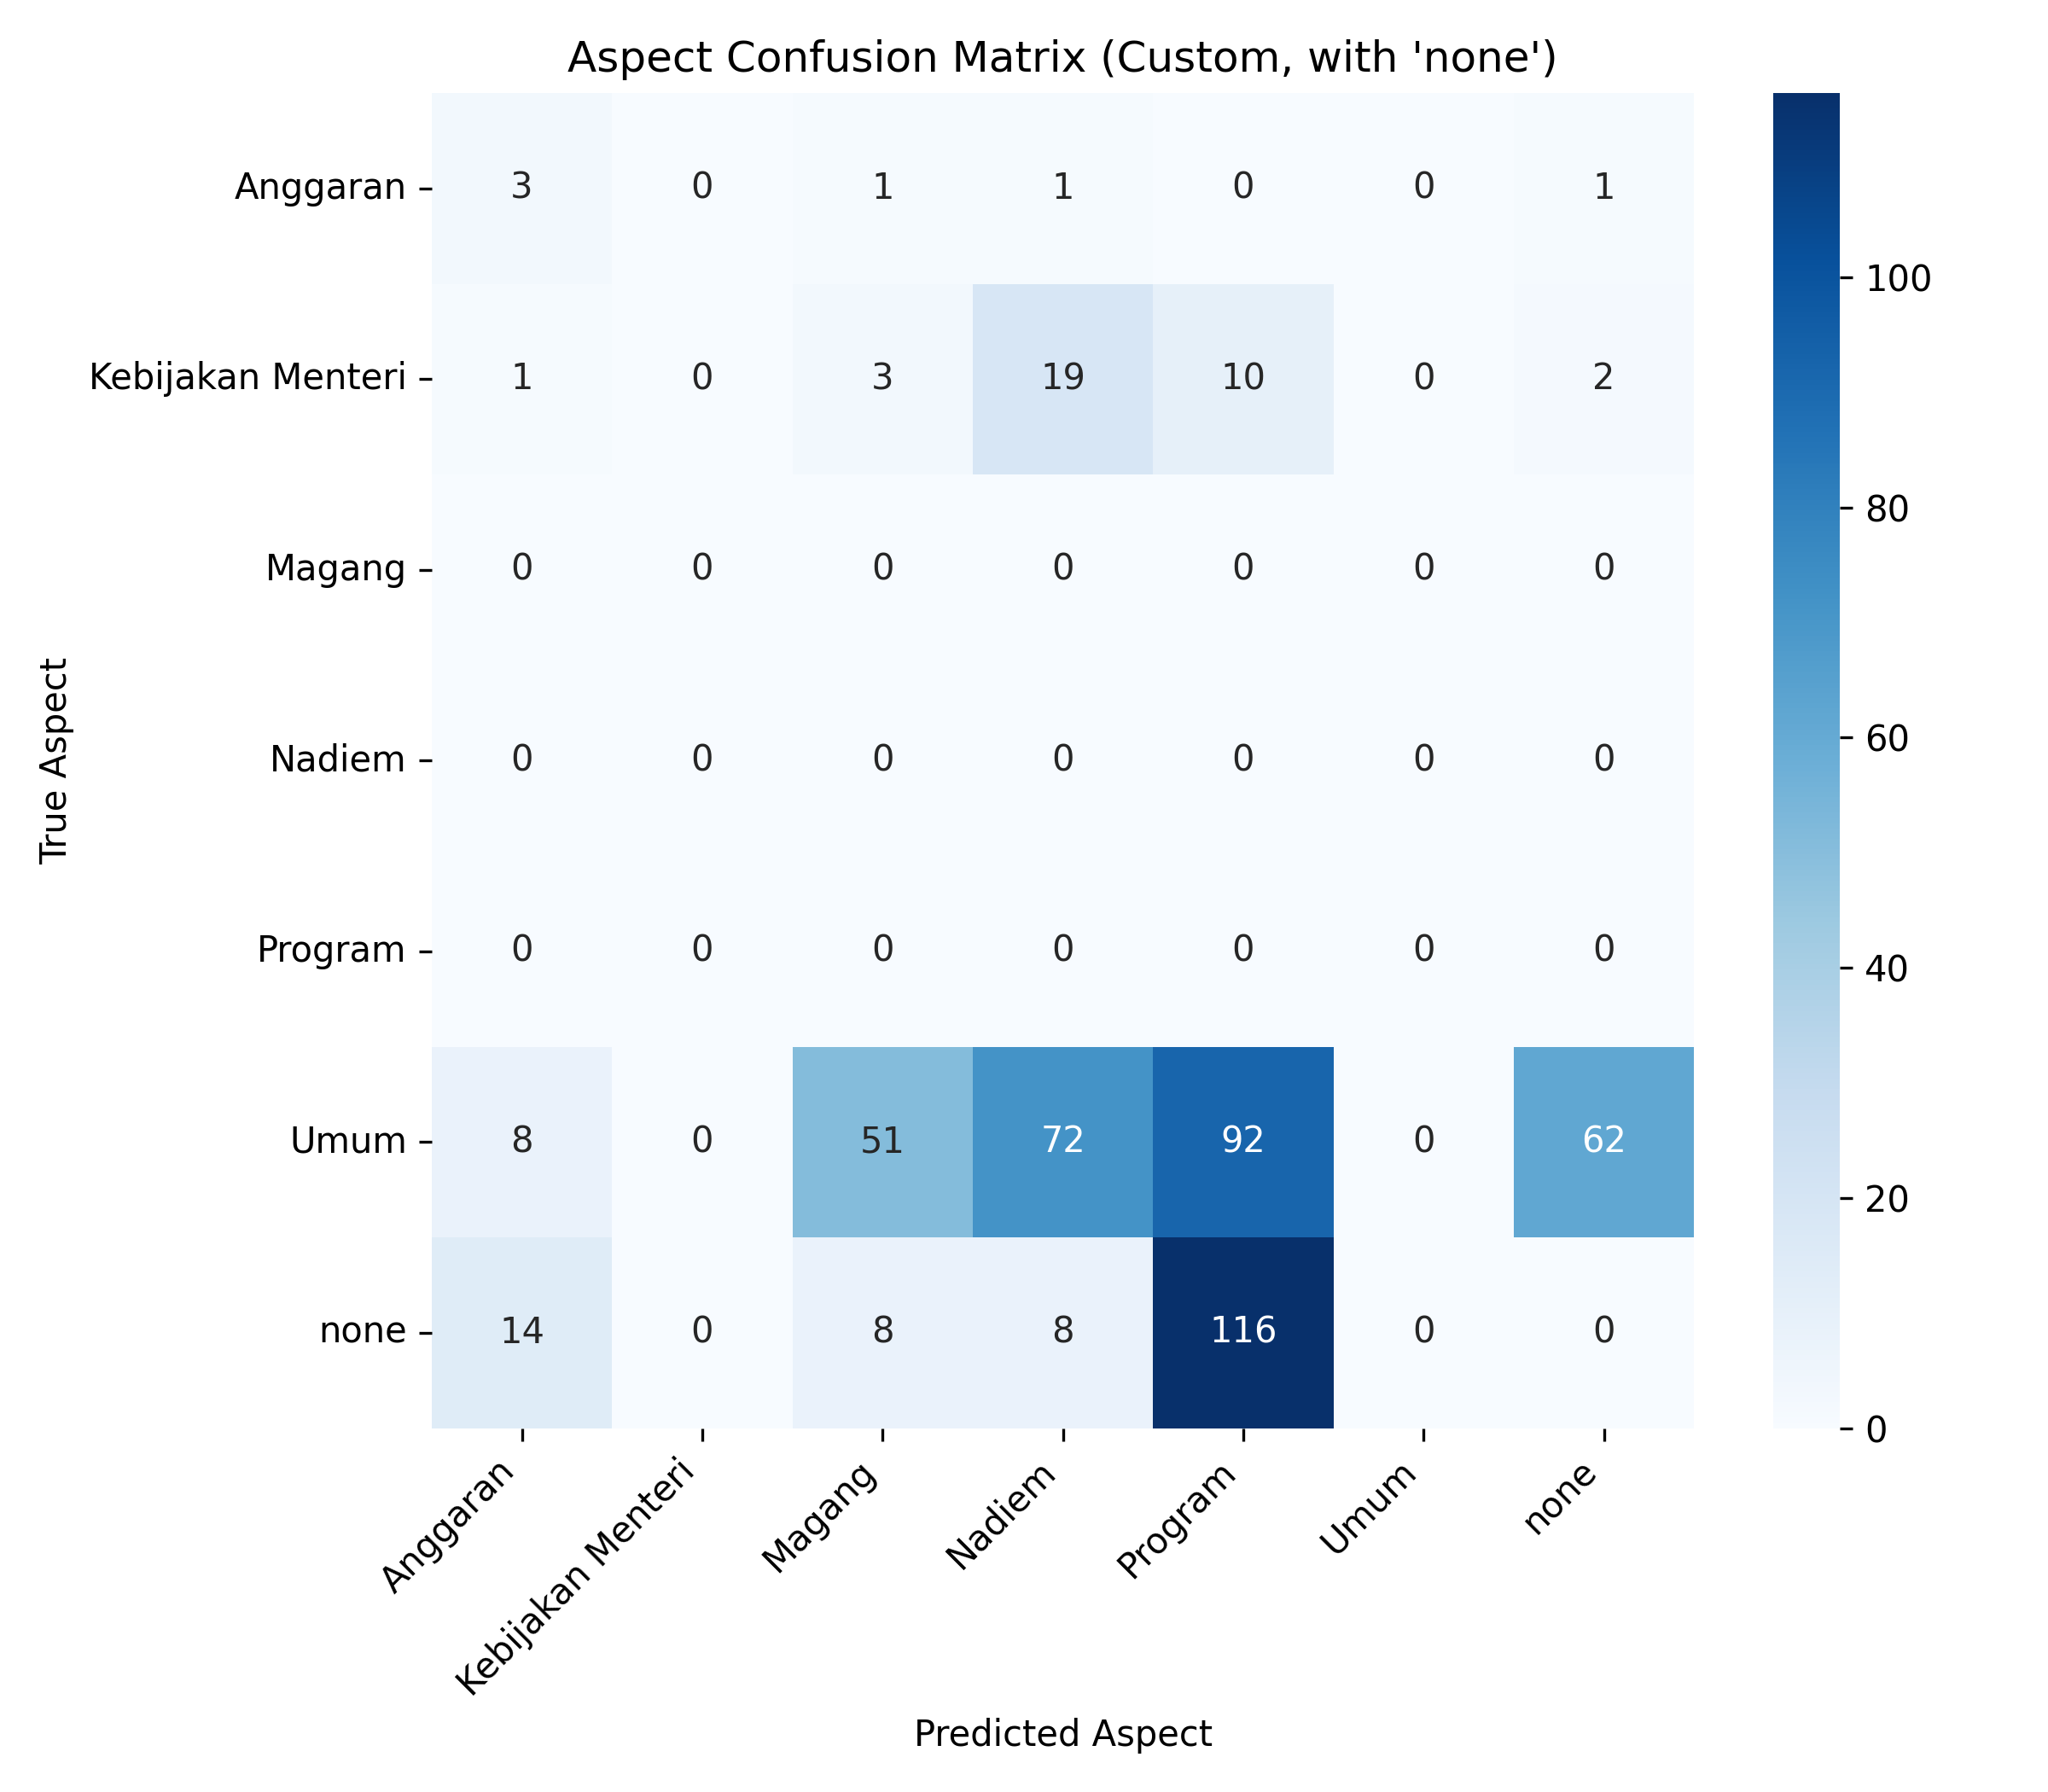 Aspect Confusion Matrix (Custom, with 'none')
Anggaran 3 0 1 1 0 0 1
Kebijakan Menteri 1 0 3 19 10 0 2
Magang 0 0 0 0 0 0 0
Nadiem 0 0 0 0 0 0 0
Program 0 0 0 0 0 0 0
Umum 8 0 51 72 92 0 62
none 14 0 8 8 116 0 0
True Aspect
Anggaran
Kebijakan Menteri
Magang
Nadiem
Program
Umum
none
Predicted Aspect
100
80
60
40
20
0